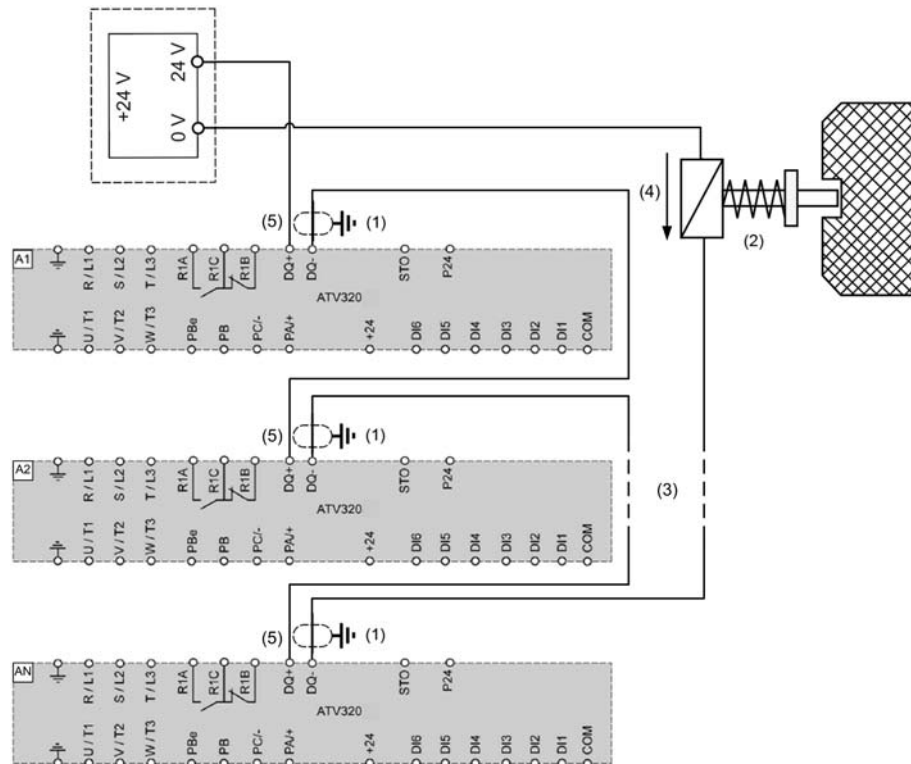 +24 V
24 V
0 V
(4)
(2)
(5)
(1)
A1
R / L1
S / L2
T / L3
R1A
R1C
R1B
DQ+
DQ-
STO
P24
ATV320
U / T1
V / T2
W / T3
PBe
PB
PC/-
PA/+
+24
DI6
DI5
DI4
DI3
DI2
DI1
COM
(5)
(1)
A2
R / L1
S / L2
T / L3
R1A
R1C
R1B
DQ+
DQ-
STO
P24
(3)
ATV320
U / T1
V / T2
W / T3
PBe
PB
PC/-
PA/+
+24
DI6
DI5
DI4
DI3
DI2
DI1
COM
(5)
(1)
AN
R / L1
S / L2
T / L3
R1A
R1C
R1B
DQ+
DQ-
STO
P24
ATV320
U / T1
V / T2
W / T3
PBe
PB
PC/-
PA/+
+24
DI6
DI5
DI4
DI3
DI2
DI1
COM